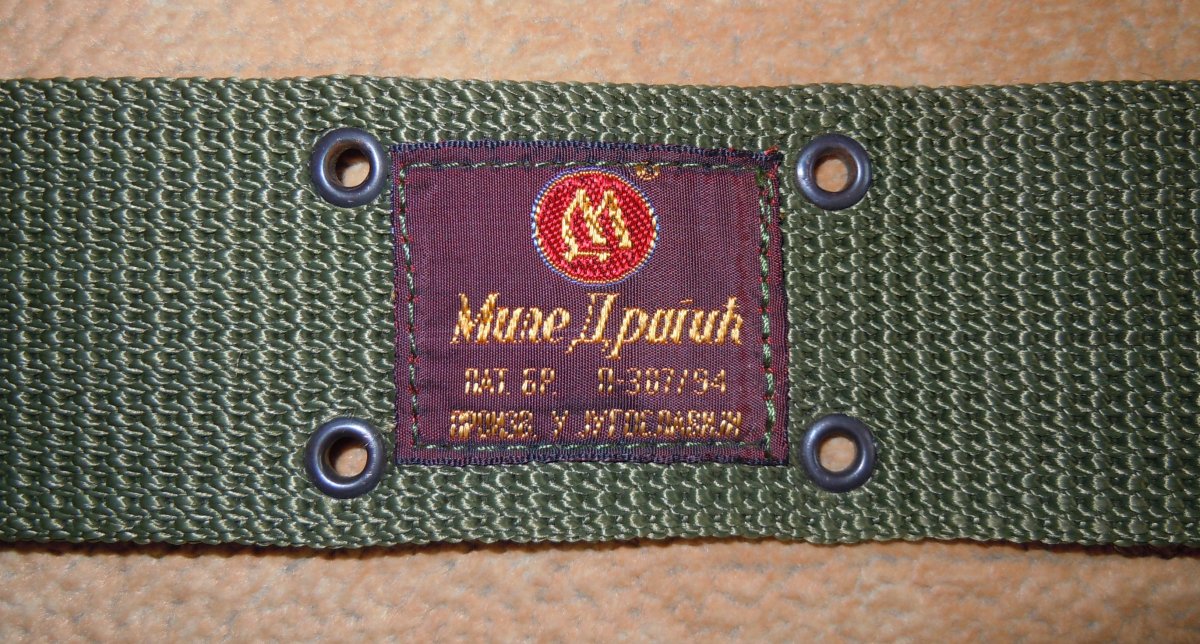 Миле Драгић
ПАТ. БР. П-387/94
ПРОИЗВ. У ЈУГОСЛАВИЈИ